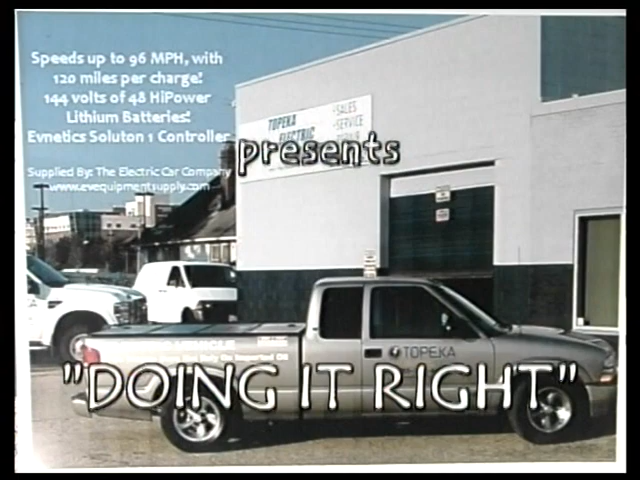 Speeds up to 96 MPH, with
120 miles per charge!
144 volts of 48 HiPower
Lithium Batteries!
Evnetics Soluton 1 Controller
Supplied By: The Electric Car Company
www.evequipmentsupply.com
TOPEKA
ELECTRIC
-SALES
-SERVICE
presents
TOPEKA
"DOING IT RIGHT"